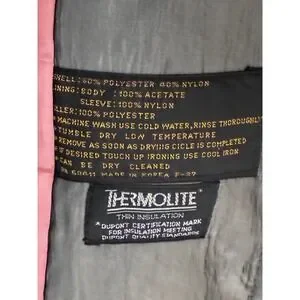 SHELL:60% POLYESTER 40% NYLON
LINING:BODY :100% ACETATE
SLEEVE:100% NYLON
FILLER:100% POLYESTER
MACHINE WASH USE COLD WATER,RINSE THOROUGHLY
TUMBLE DRY LOW TEMPERATURE
REMOVE AS SOON AS DRYING CICLE IS COMPLETED
IF DESIRED TOUCH UP IRONING USE COOL IRON
CAN BE DRY CLEANED
MADE IN KOREA
THERMOLITE
THIN INSULATION
*DUPONT CERTIFICATION MARK
FOR INSULATION MEETING
DUPONT QUALITY STANDARDS